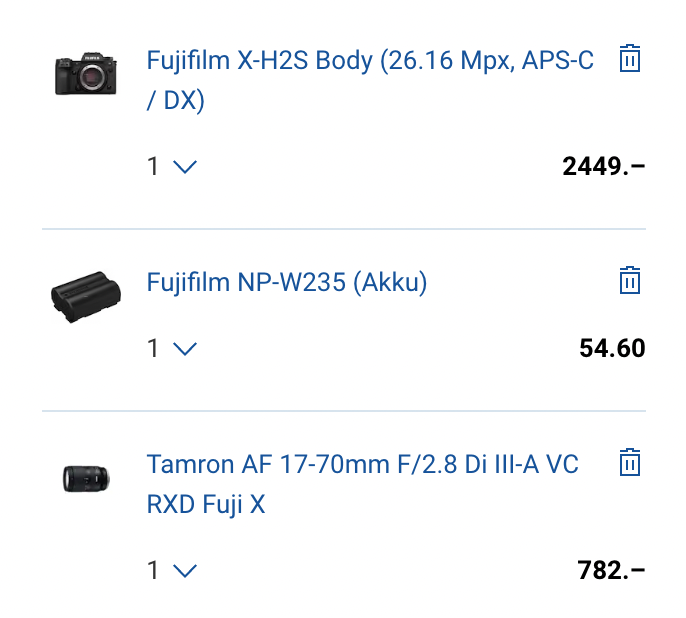 Fujifilm X-H2S Body (26.16 Mpx, APS-C
/ DX)
1
2449.–
Fujifilm NP-W235 (Akku)
1
54.60
Tamron AF 17-70mm F/2.8 Di III-A VC
RXD Fuji X
1
782.–